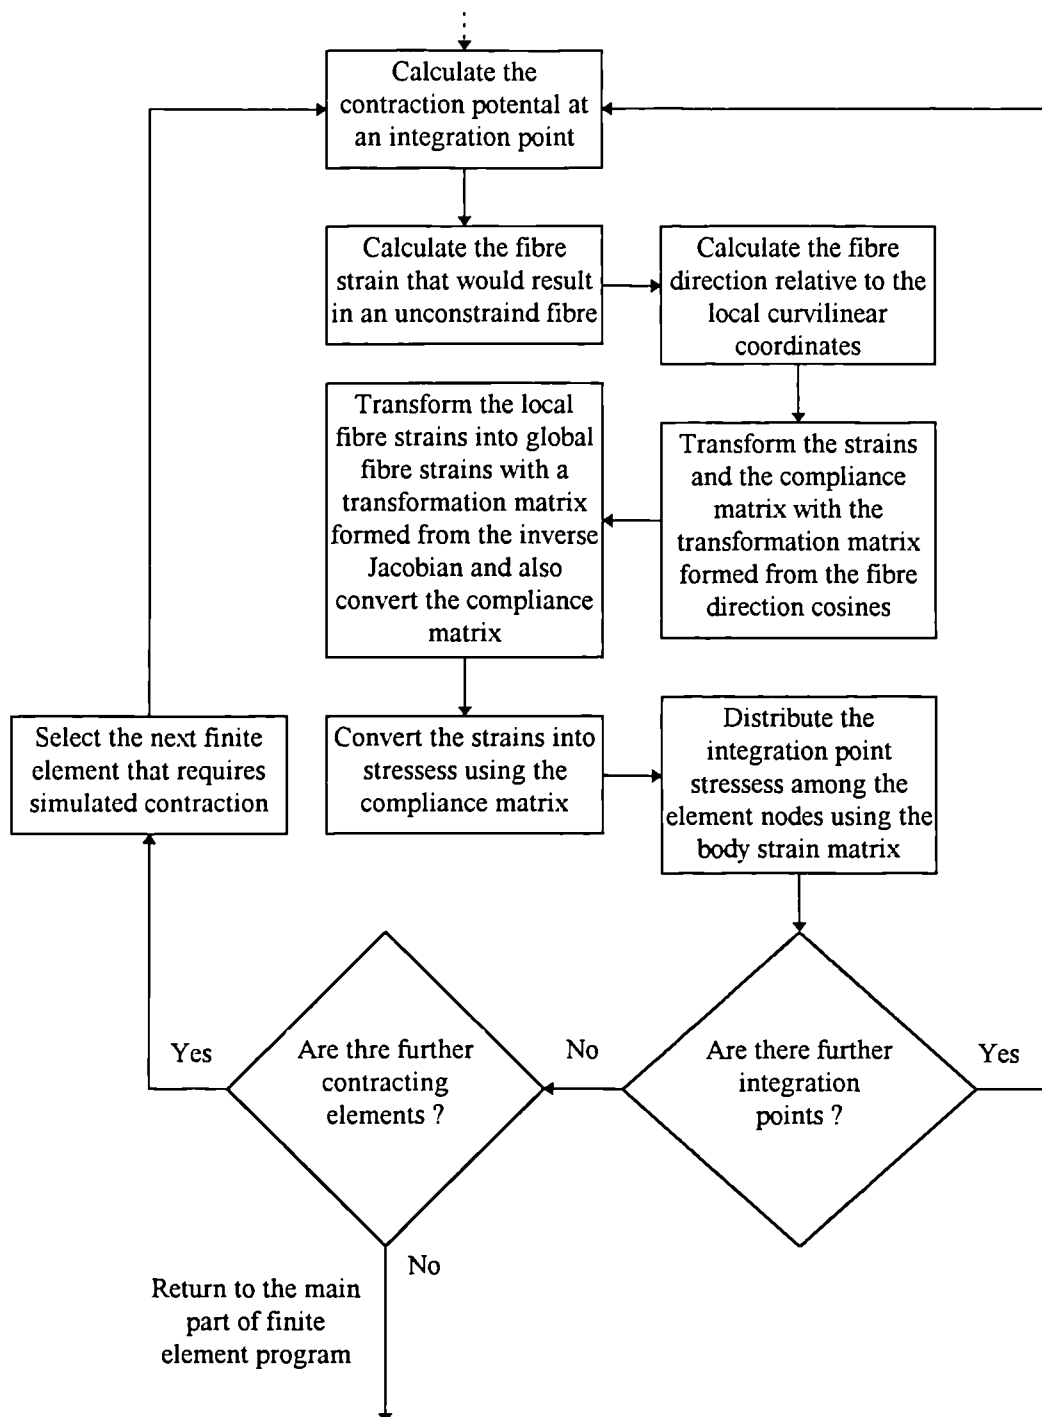 Calculate the
contraction potental at
an integration point
Calculate the fibre
strain that would result
in an unconstraind fibre
Calculate the fibre
direction relative to the
local curvilinear
coordinates
Transform the local
fibre strains into global
fibre strains with a
transformation matrix
formed from the inverse
Jacobian and also
convert the compliance
matrix
Transform the strains
and the compliance
matrix with the
transformation matrix
formed from the fibre
direction cosines
Select the next finite
element that requires
simulated contraction
Convert the strains into
stressess using the
compliance matrix
Distribute the
integration point
stressess among the
element nodes using the
body strain matrix
Yes
Are thre further
contracting
elements ?
No
Are there further
integration
points ?
Yes
No
Return to the main
part of finite
element program